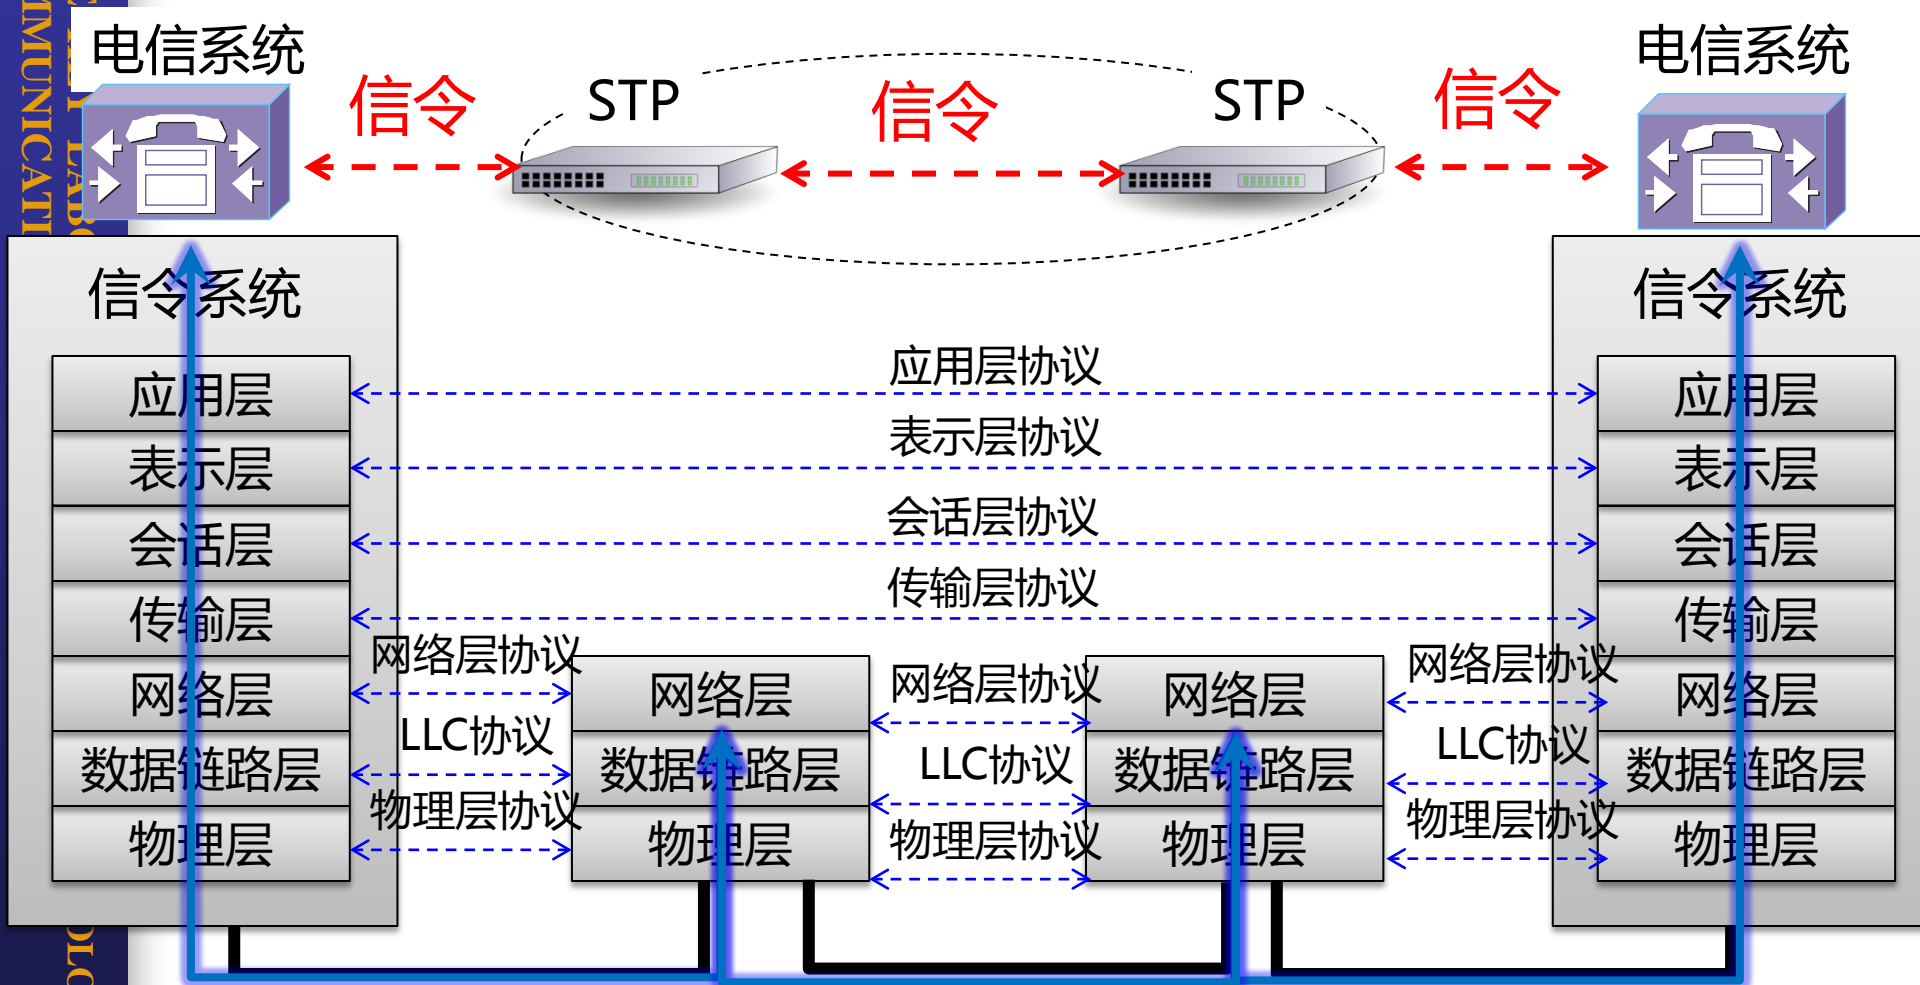 电信系统
电信系统
信令
STP
信令
STP
信令
信令系统
信令系统
应用层
应用层协议
应用层
表示层
表示层协议
表示层
会话层
会话层协议
会话层
传输层
传输层协议
传输层
网络层协议
网络层协议
网络层协议
网络层
网络层
网络层
网络层
LLC协议
LLC协议
LLC协议
数据链路层
数据链路层
数据链路层
数据链路层
物理层协议
物理层协议
物理层协议
物理层
物理层
物理层
物理层